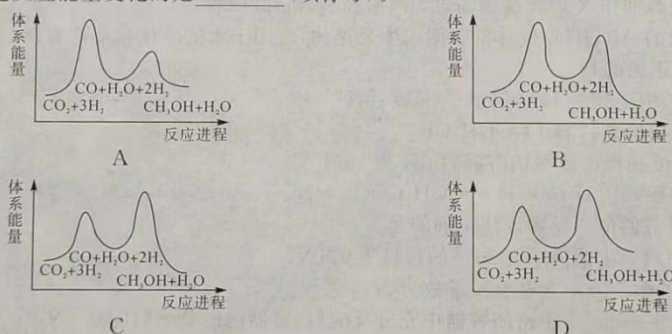 体系能量
CO+H₂O+2H₂
CO₂+3H₂
CH₃OH+H₂O
反应进程
A
体系能量
CO+H₂O+2H₂
CO₂+3H₂
CH₃OH+H₂O
反应进程
B
体系能量
CO+H₂O+2H₂
CO₂+3H₂
CH₃OH+H₂O
反应进程
C
体系能量
CO+H₂O+2H₂
CO₂+3H₂
CH₃OH+H₂O
反应进程
D